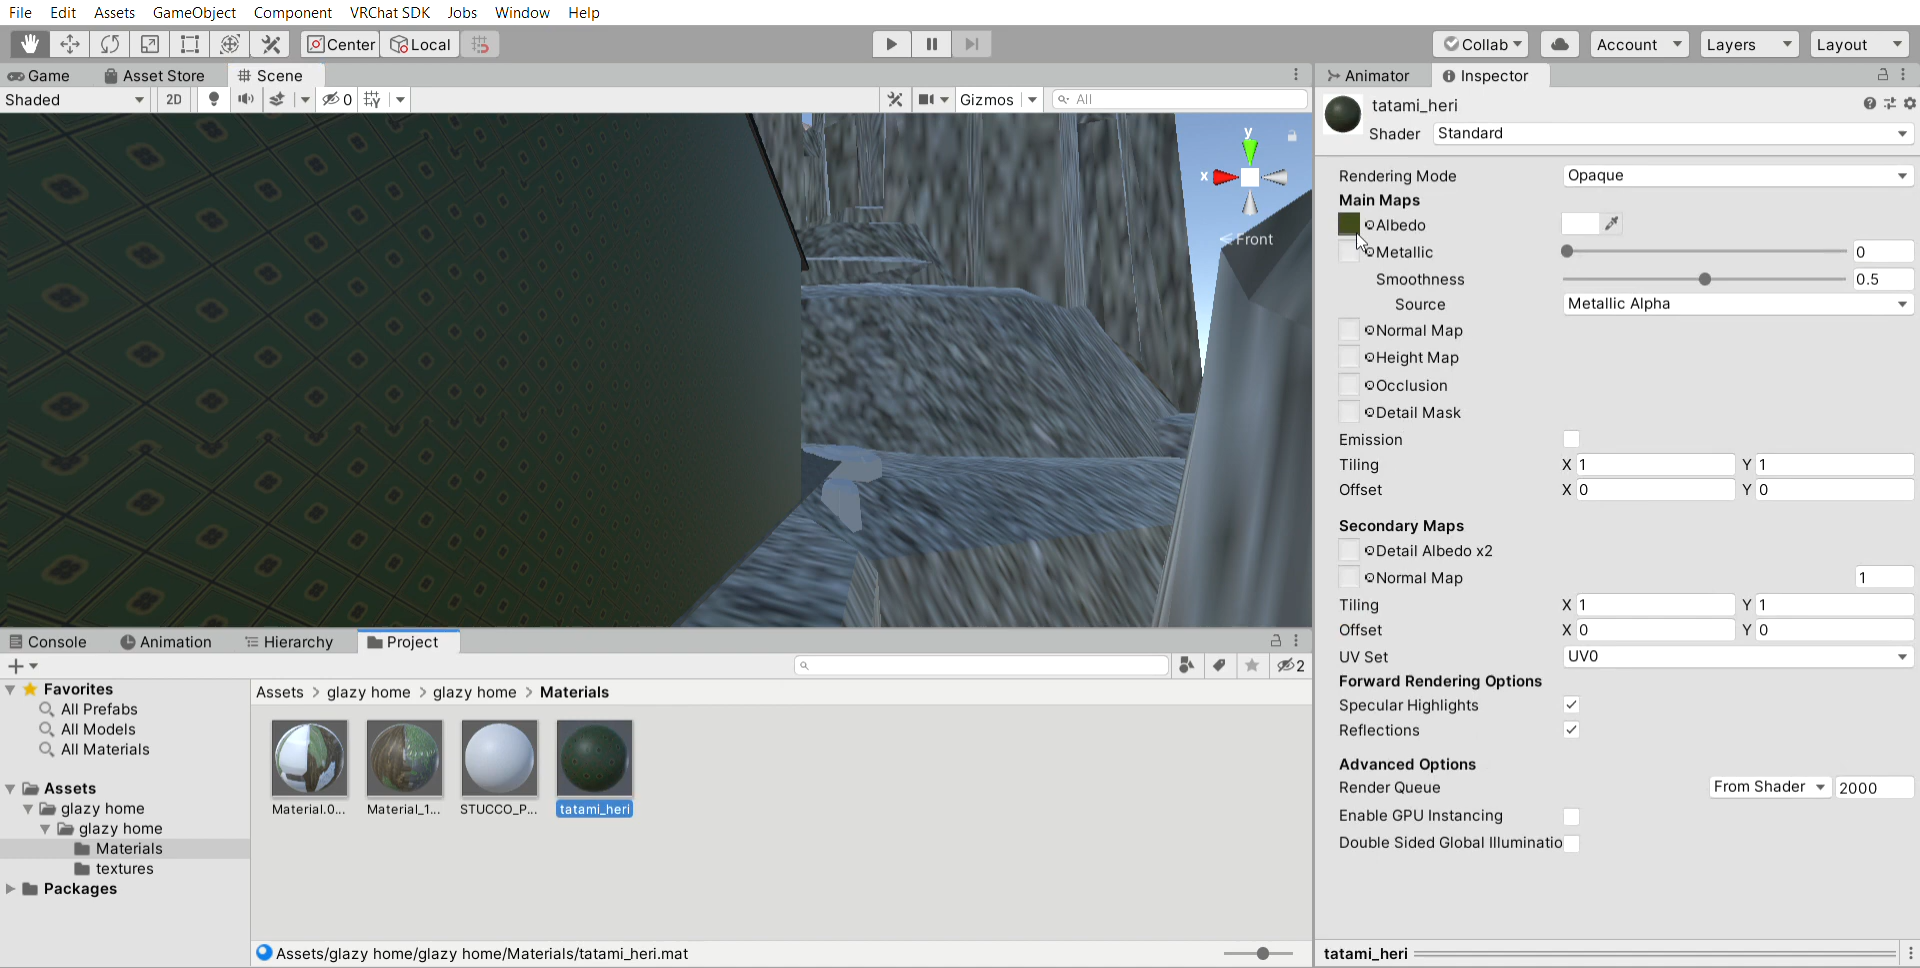 File Edit Assets GameObject Component VRChat SDK Jobs Window Help
Center Local Collab Account Layers Layout
Game Asset Store Scene
Shaded 2D 0 Gizmos All
y
x
Front
Animator Inspector
tatami_heri
Shader Standard
Rendering Mode Opaque
Main Maps
Albedo
Metallic 0
Smoothness 0.5
Source Metallic Alpha
Normal Map
Height Map
Occlusion
Detail Mask
Emission
Tiling X 1 Y 1
Offset X 0 Y 0
Secondary Maps
Detail Albedo x2
Normal Map 1
Tiling X 1 Y 1
Offset X 0 Y 0
UV Set UV0
Forward Rendering Options
Specular Highlights
Reflections
Advanced Options
Render Queue From Shader 2000
Enable GPU Instancing
Double Sided Global Illuminatio
tatami_heri
Console Animation Hierarchy Project
2
Favorites
All Prefabs
All Models
All Materials
Assets
glazy home
glazy home
Materials
textures
Packages
Assets > glazy home > glazy home > Materials
Material.0... Material_1... STUCCO_P... tatami_heri
Assets/glazy home/glazy home/Materials/tatami_heri.mat